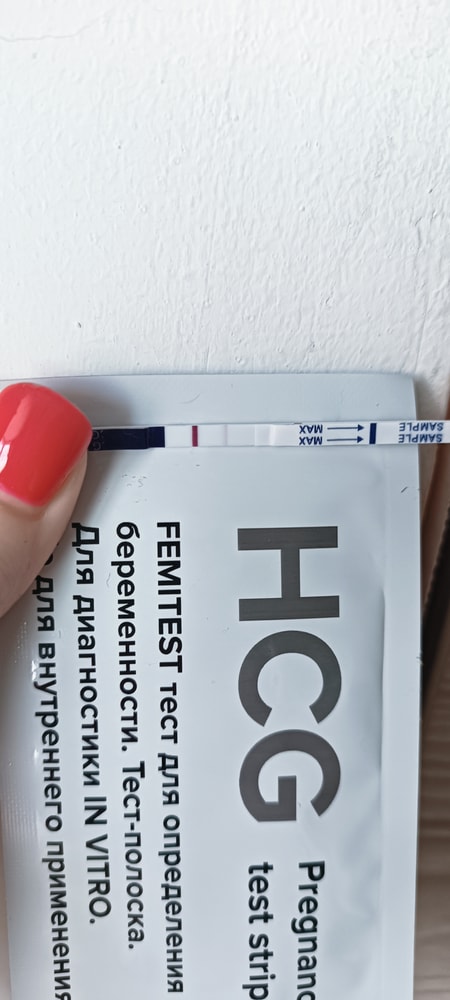 MAX
MAX
SAMPLE
SAMPLE
HCG
Pregnanc
test strip
FEMITEST тест для определения
беременности. Тест-полоска.
Для диагностики IN VITRO.
для внутреннего применения